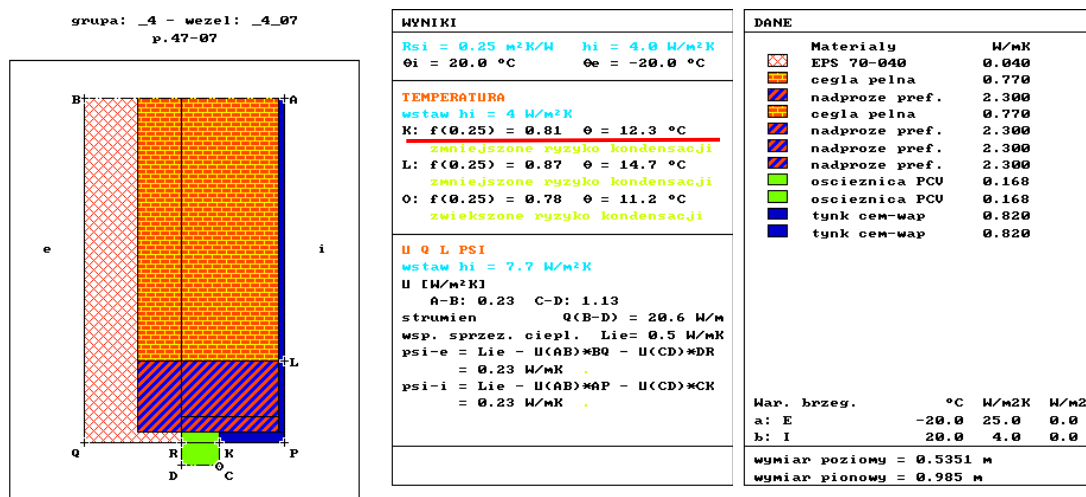 grupa: _4 - wezel: _4_07
p.47-07
B
A
e
i
L
Q
R
K
P
D
O
C
WYNIKI
Rsi = 0.25 m²K/W hi = 4.0 W/m²K
θi = 20.0 ºC θe = -20.0 ºC
TEMPERATURA
wstaw hi = 4 W/m²K
K: f(0.25) = 0.81 θ = 12.3 ºC
zmniejszone ryzyko kondensacji
L: f(0.25) = 0.87 θ = 14.7 ºC
zmniejszone ryzyko kondensacji
O: f(0.25) = 0.78 θ = 11.2 ºC
zwiekszone ryzyko kondensacji
U Q L PSI
wstaw hi = 7.7 W/m²K
U [W/m²K]
A-B: 0.23 C-D: 1.13
strumien Q(B-D) = 20.6 W/m
wsp. sprzez. ciepl. Lie= 0.5 W/mK
psi-e = Lie - U(AB)*BQ - U(CD)*DR
= 0.23 W/mK .
psi-i = Lie - U(AB)*AP - U(CD)*CK
= 0.23 W/mK .
DANE
Materialy W/mK
EPS 70-040 0.040
cegla pelna 0.770
nadproze pref. 2.300
cegla pelna 0.770
nadproze pref. 2.300
nadproze pref. 2.300
nadproze pref. 2.300
oscieznica PCV 0.168
oscieznica PCV 0.168
tynk cem-wap 0.820
tynk cem-wap 0.820
War. brzeg. ºC W/m2K W/m2
a: E -20.0 25.0 0.0
b: I 20.0 4.0 0.0
wymiar poziomy = 0.5351 m
wymiar pionowy = 0.985 m